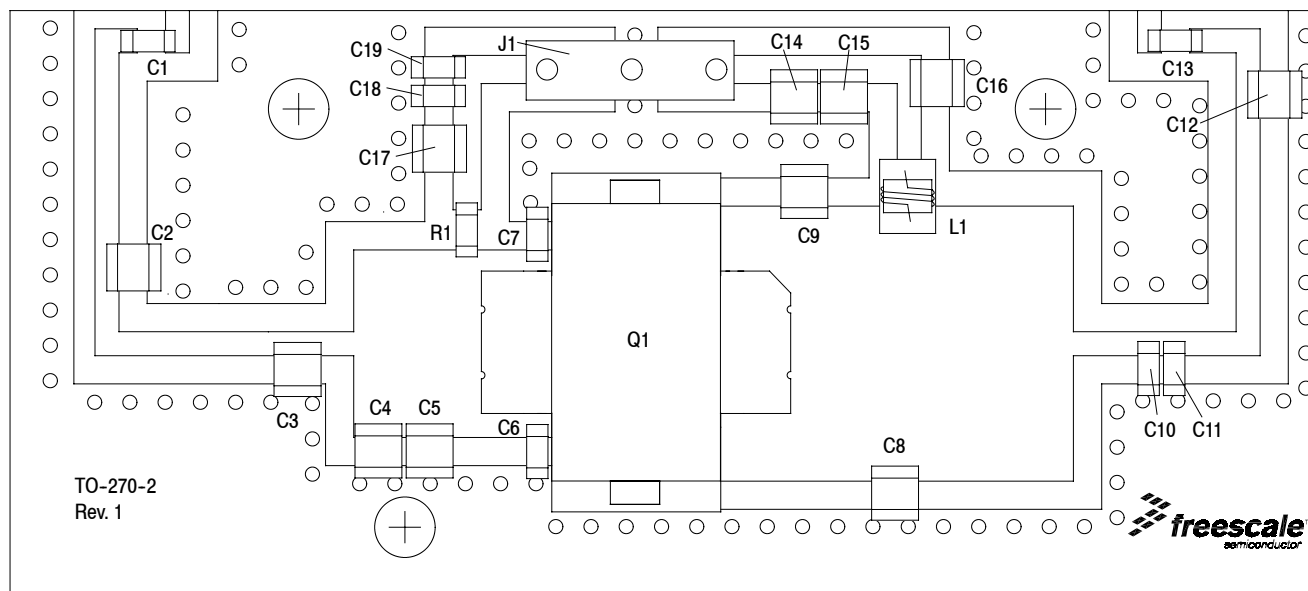 C1
C19
J1
C14
C15
C13
C18
C16
C12
C17
C2
R1
C7
C9
L1
Q1
C3
C4
C5
C6
C8
C10
C11
TO-270-2
Rev. 1
freescale
semiconductor